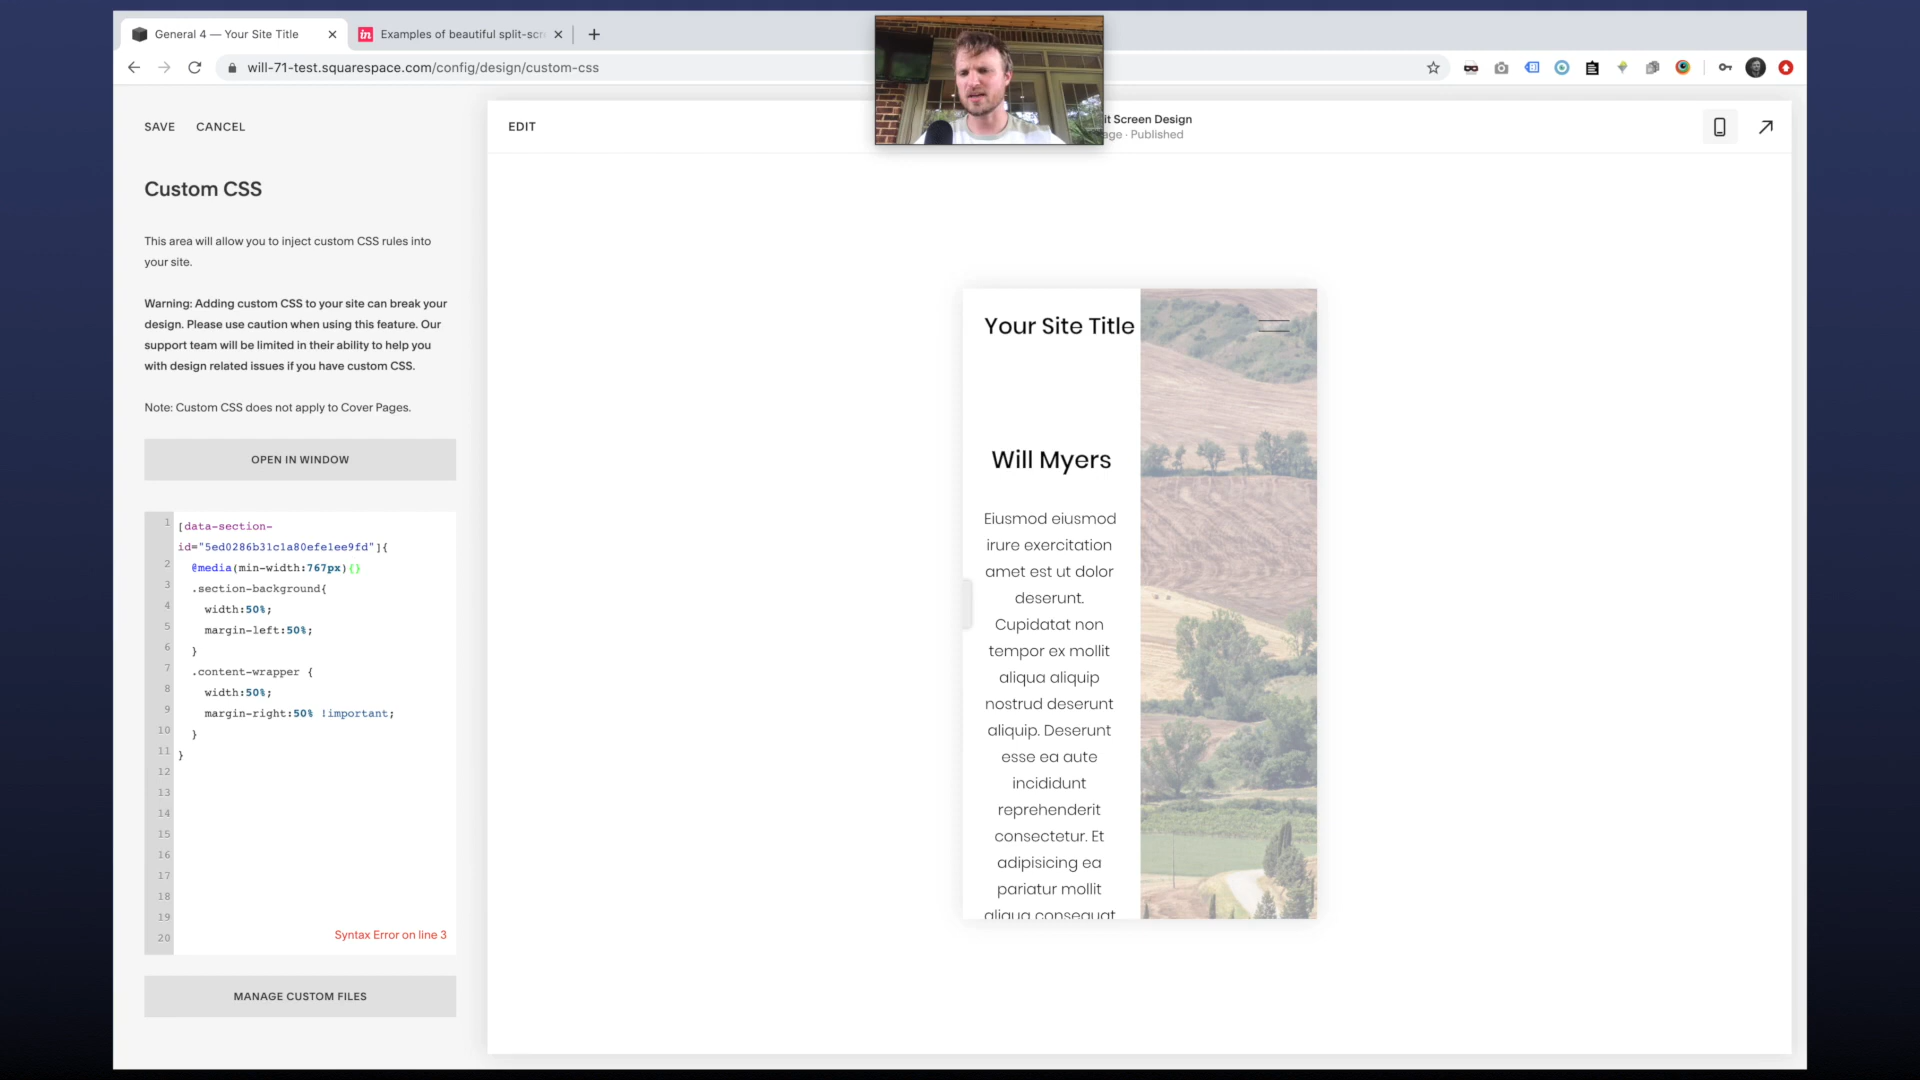 General 4 — Your Site Title
in
Examples of beautiful split-scr
will-71-test.squarespace.com/config/design/custom-css
SAVE
CANCEL
EDIT
it Screen Design
age · Published
Custom CSS
This area will allow you to inject custom CSS rules into
your site.
Warning: Adding custom CSS to your site can break your
design. Please use caution when using this feature. Our
support team will be limited in their ability to help you
with design related issues if you have custom CSS.
Note: Custom CSS does not apply to Cover Pages.
OPEN IN WINDOW
1 [data-section-
id="5ed0286b31c1a80efe1ee9fd"]{
2 @media(min-width:767px){}
3 .section-background{
4 width:50%;
5 margin-left:50%;
6 }
7 .content-wrapper {
8 width:50%;
9 margin-right:50% !important;
10 }
11 }
12
13
14
15
16
17
18
19
20
Syntax Error on line 3
MANAGE CUSTOM FILES
Your Site Title
Will Myers
Eiusmod eiusmod
irure exercitation
amet est ut dolor
deserunt.
Cupidatat non
tempor ex mollit
aliqua aliquip
nostrud deserunt
aliquip. Deserunt
esse ea aute
incididunt
reprehenderit
consectetur. Et
adipisicing ea
pariatur mollit
aliqua consequat